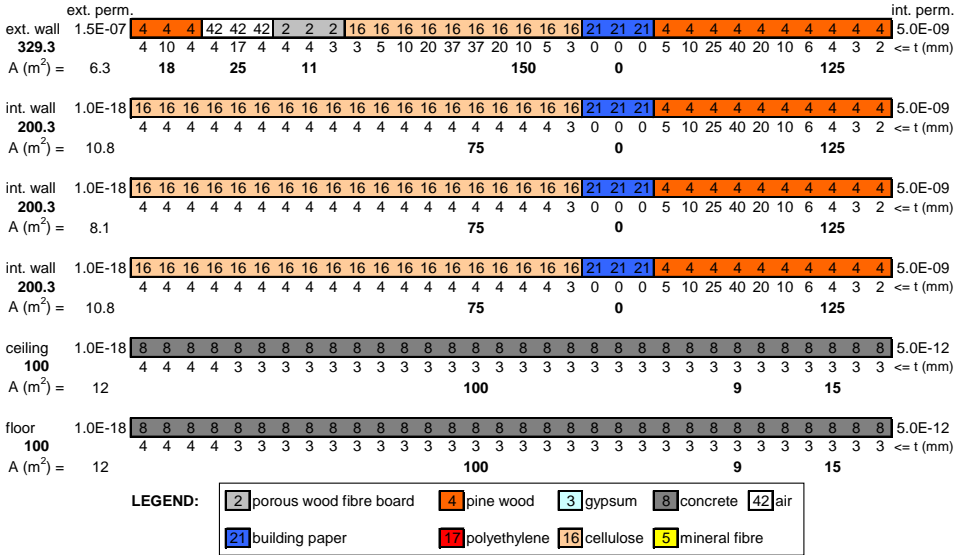 ext. perm. int. perm.
ext. wall 1.5E-07 4 4 4 42 42 42 2 2 2 16 16 16 16 16 16 16 16 16 16 21 21 21 4 4 4 4 4 4 4 4 4 4 5.0E-09
329.3 4 10 4 4 17 4 4 4 3 3 5 10 20 37 37 20 10 5 3 0 0 0 5 10 25 40 20 10 6 4 3 2 <= t (mm)
A (m²) = 6.3 18 25 11 150 0 125
int. wall 1.0E-18 16 16 16 16 16 16 16 16 16 16 16 16 16 16 16 16 16 16 16 21 21 21 4 4 4 4 4 4 4 4 4 4 5.0E-09
200.3 4 4 4 4 4 4 4 4 4 4 4 4 4 4 4 4 4 4 3 0 0 0 5 10 25 40 20 10 6 4 3 2 <= t (mm)
A (m²) = 10.8 75 0 125
int. wall 1.0E-18 16 16 16 16 16 16 16 16 16 16 16 16 16 16 16 16 16 16 16 21 21 21 4 4 4 4 4 4 4 4 4 4 5.0E-09
200.3 4 4 4 4 4 4 4 4 4 4 4 4 4 4 4 4 4 4 3 0 0 0 5 10 25 40 20 10 6 4 3 2 <= t (mm)
A (m²) = 8.1 75 0 125
int. wall 1.0E-18 16 16 16 16 16 16 16 16 16 16 16 16 16 16 16 16 16 16 16 21 21 21 4 4 4 4 4 4 4 4 4 4 5.0E-09
200.3 4 4 4 4 4 4 4 4 4 4 4 4 4 4 4 4 4 4 3 0 0 0 5 10 25 40 20 10 6 4 3 2 <= t (mm)
A (m²) = 10.8 75 0 125
ceiling 1.0E-18 8 8 8 8 8 8 8 8 8 8 8 8 8 8 8 8 8 8 8 8 8 8 8 8 8 8 8 8 8 8 8 8 5.0E-12
100 4 4 4 4 3 3 3 3 3 3 3 3 3 3 3 3 3 3 3 3 3 3 3 3 3 3 3 3 3 3 3 3 <= t (mm)
A (m²) = 12 100 9 15
floor 1.0E-18 8 8 8 8 8 8 8 8 8 8 8 8 8 8 8 8 8 8 8 8 8 8 8 8 8 8 8 8 8 8 8 8 5.0E-12
100 4 4 4 4 3 3 3 3 3 3 3 3 3 3 3 3 3 3 3 3 3 3 3 3 3 3 3 3 3 3 3 3 <= t (mm)
A (m²) = 12 100 9 15
LEGEND: 2 porous wood fibre board 4 pine wood 3 gypsum 8 concrete 42 air
21 building paper 17 polyethylene 16 cellulose 5 mineral fibre